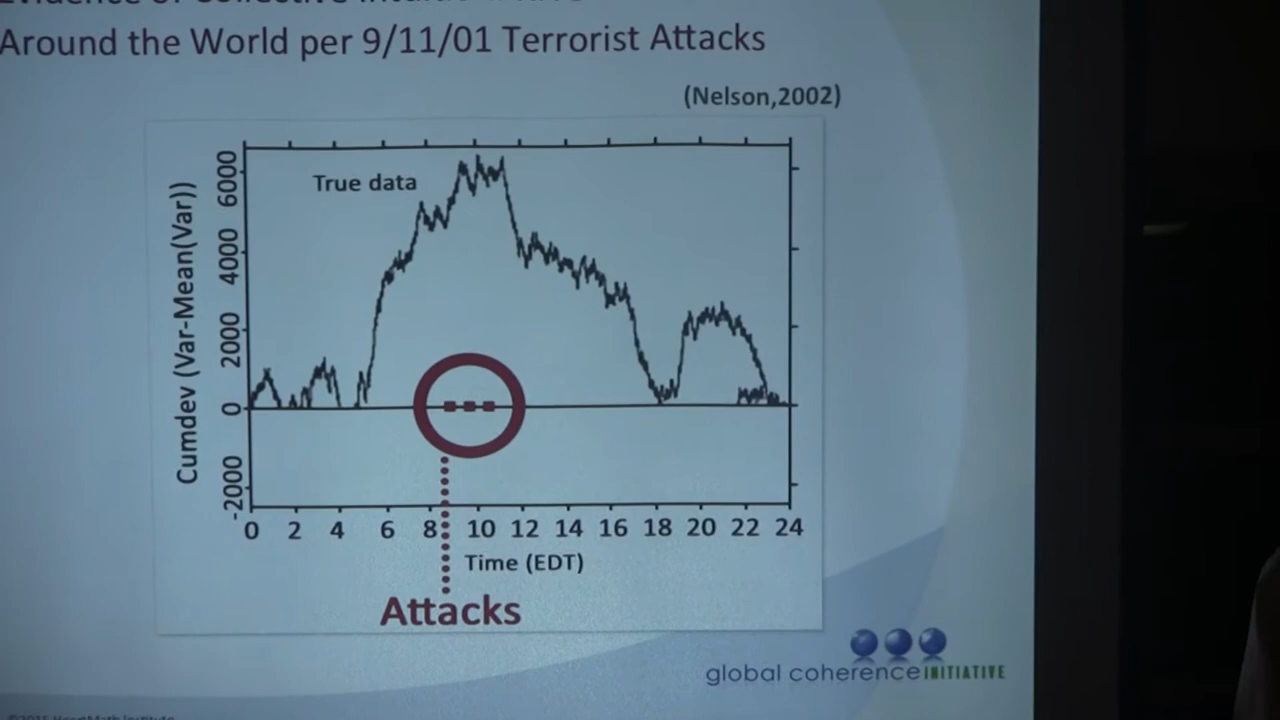 Around the World per 9/11/01 Terrorist Attacks
(Nelson,2002)
True data
Cumdev (Var-Mean(Var))
6000
4000
2000
0
-2000
0 2 4 6 8 10 12 14 16 18 20 22 24
Time (EDT)
Attacks
global coherence INITIATIVE